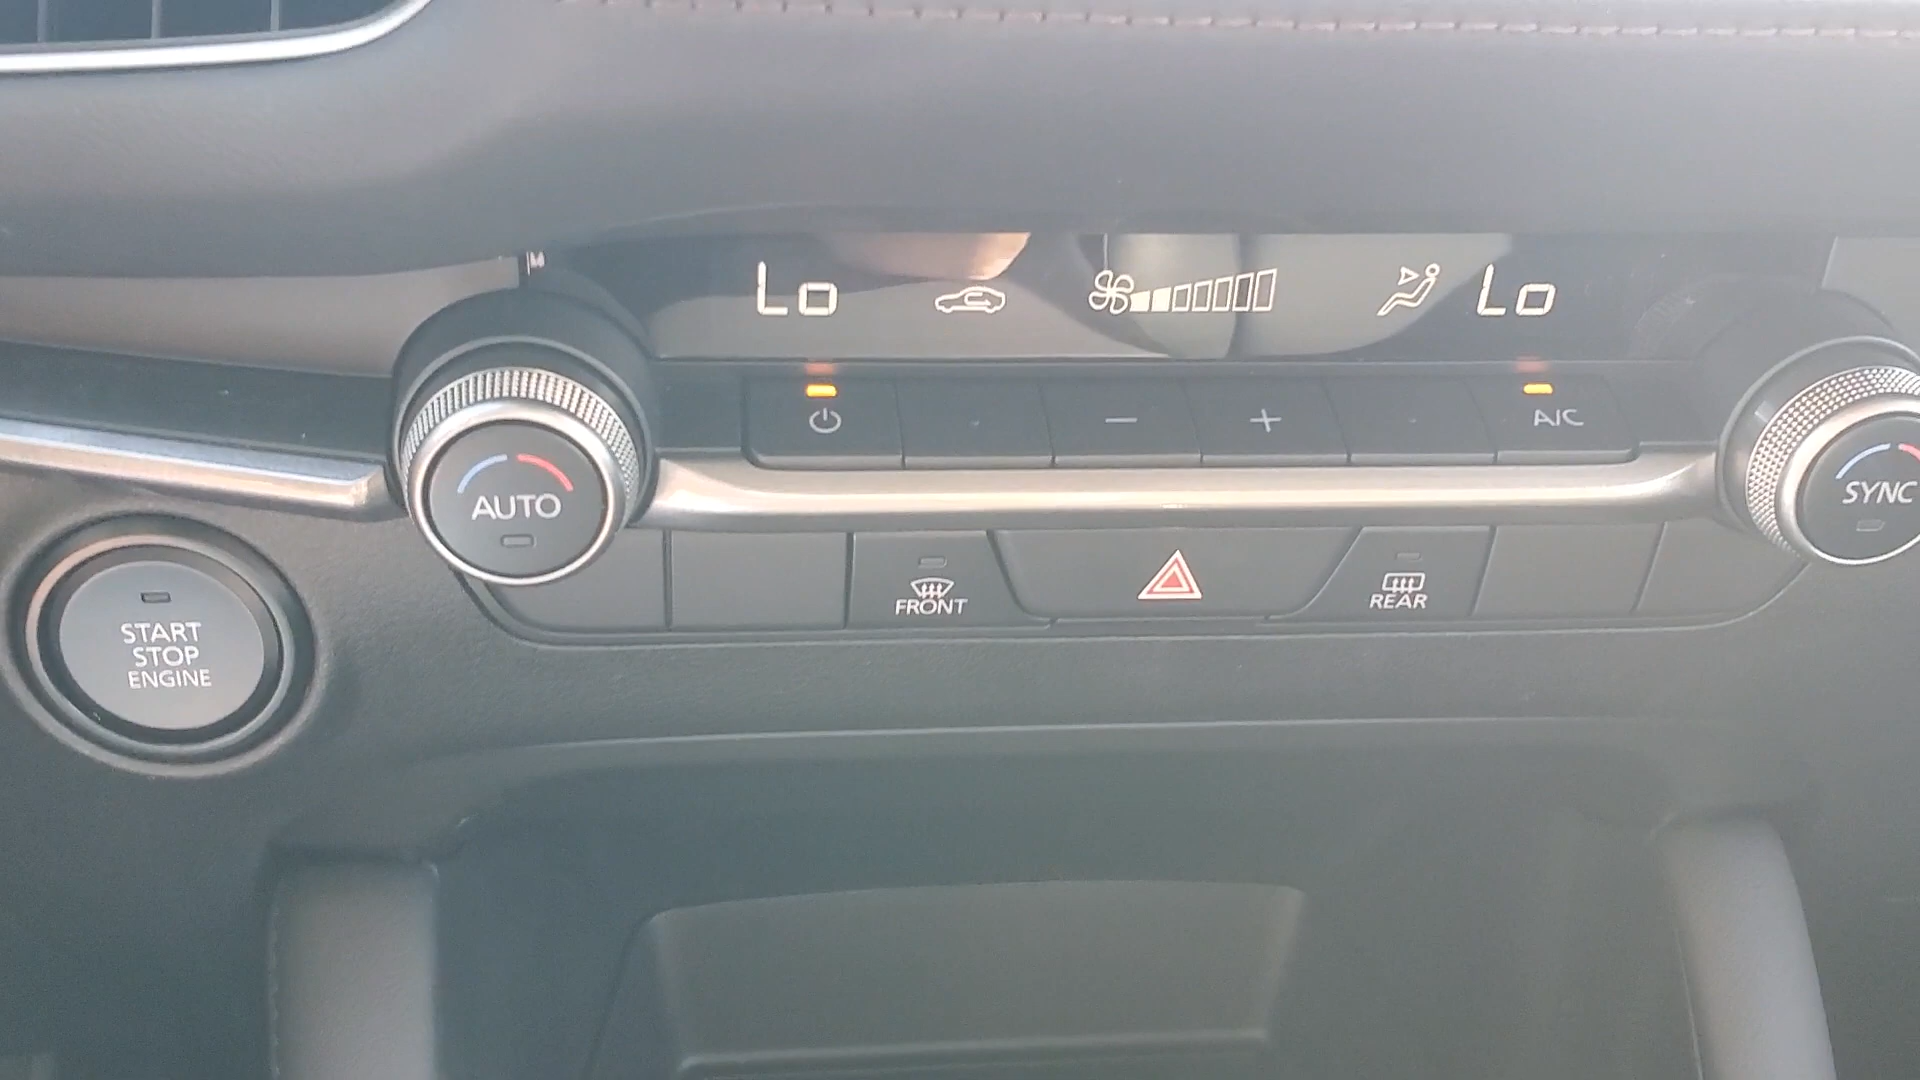 Lo Lo
− + A/C
AUTO
SYNC
FRONT
REAR
START
STOP
ENGINE